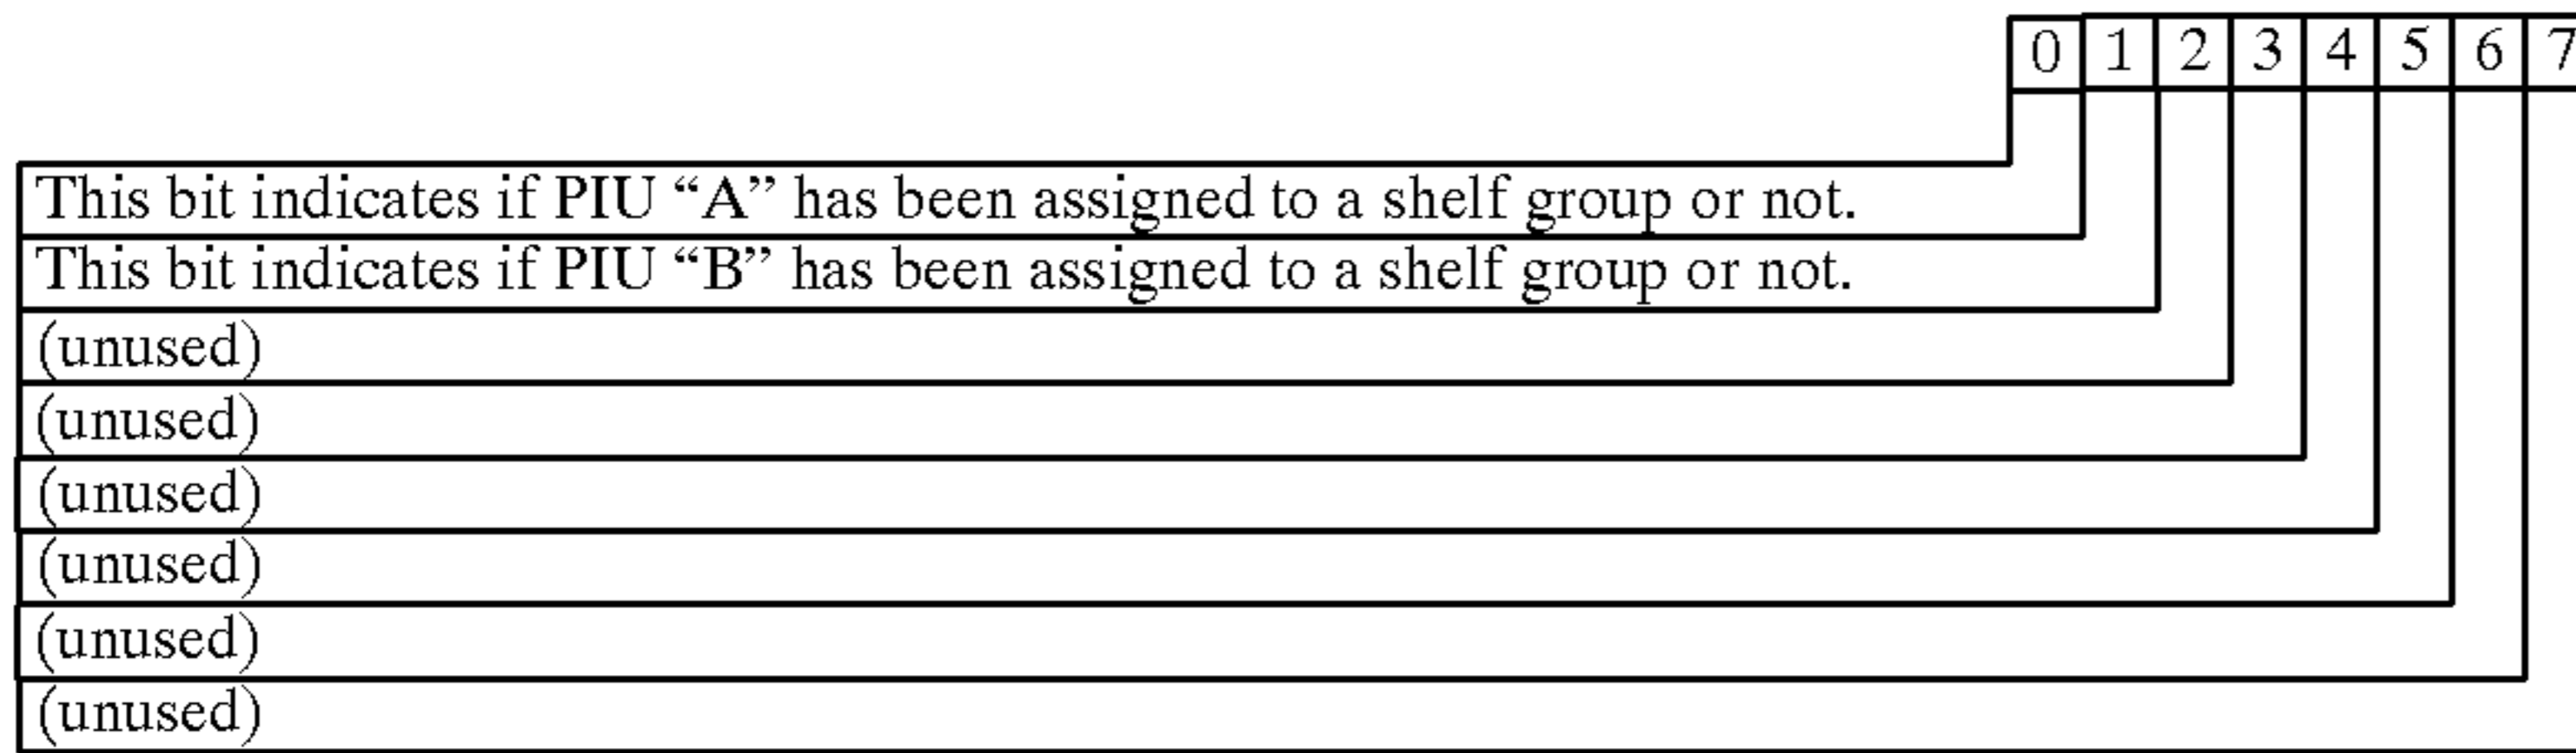 0 1 2 3 4 5 6 7
This bit indicates if PIU “A” has been assigned to a shelf group or not.
This bit indicates if PIU “B” has been assigned to a shelf group or not.
(unused)
(unused)
(unused)
(unused)
(unused)
(unused)